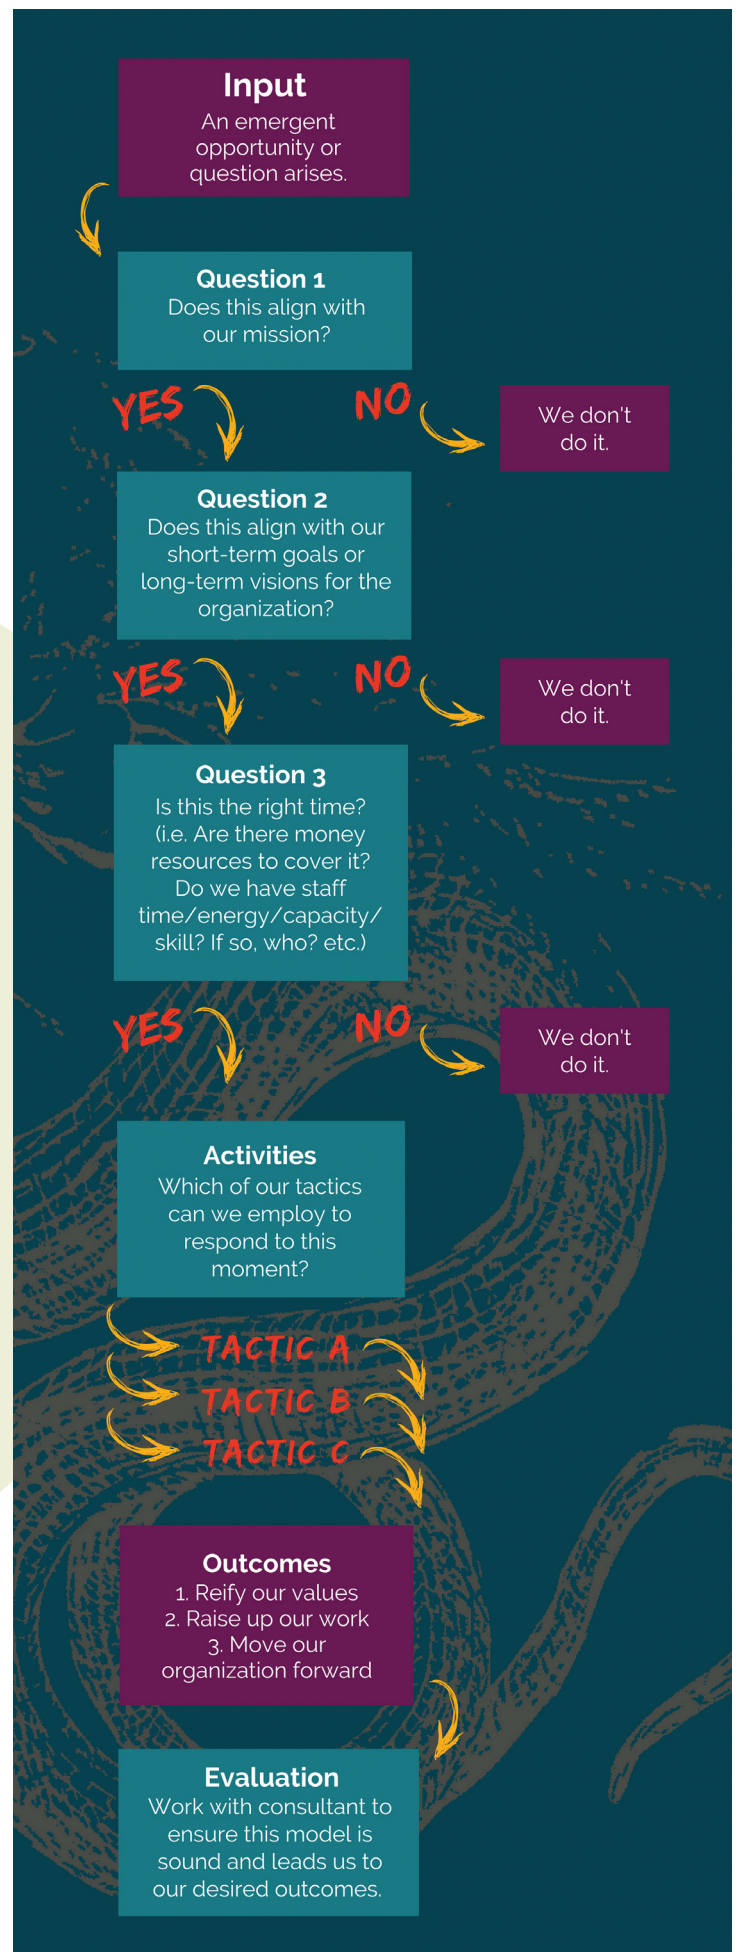 Input
An emergent
opportunity or
question arises.
Question 1
Does this align with
our mission?
YES
NO
We don't
do it.
Question 2
Does this align with our
short-term goals or
long-term visions for the
organization?
YES
NO
We don't
do it.
Question 3
Is this the right time?
(i.e. Are there money
resources to cover it?
Do we have staff
time/energy/capacity/
skill? If so, who? etc.)
YES
NO
We don't
do it.
Activities
Which of our tactics
can we employ to
respond to this
moment?
TACTIC A
TACTIC B
TACTIC C
Outcomes
1. Reify our values
2. Raise up our work
3. Move our
organization forward
Evaluation
Work with consultant to
ensure this model is
sound and leads us to
our desired outcomes.